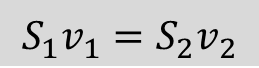 S₁v₁ = S₂v₂